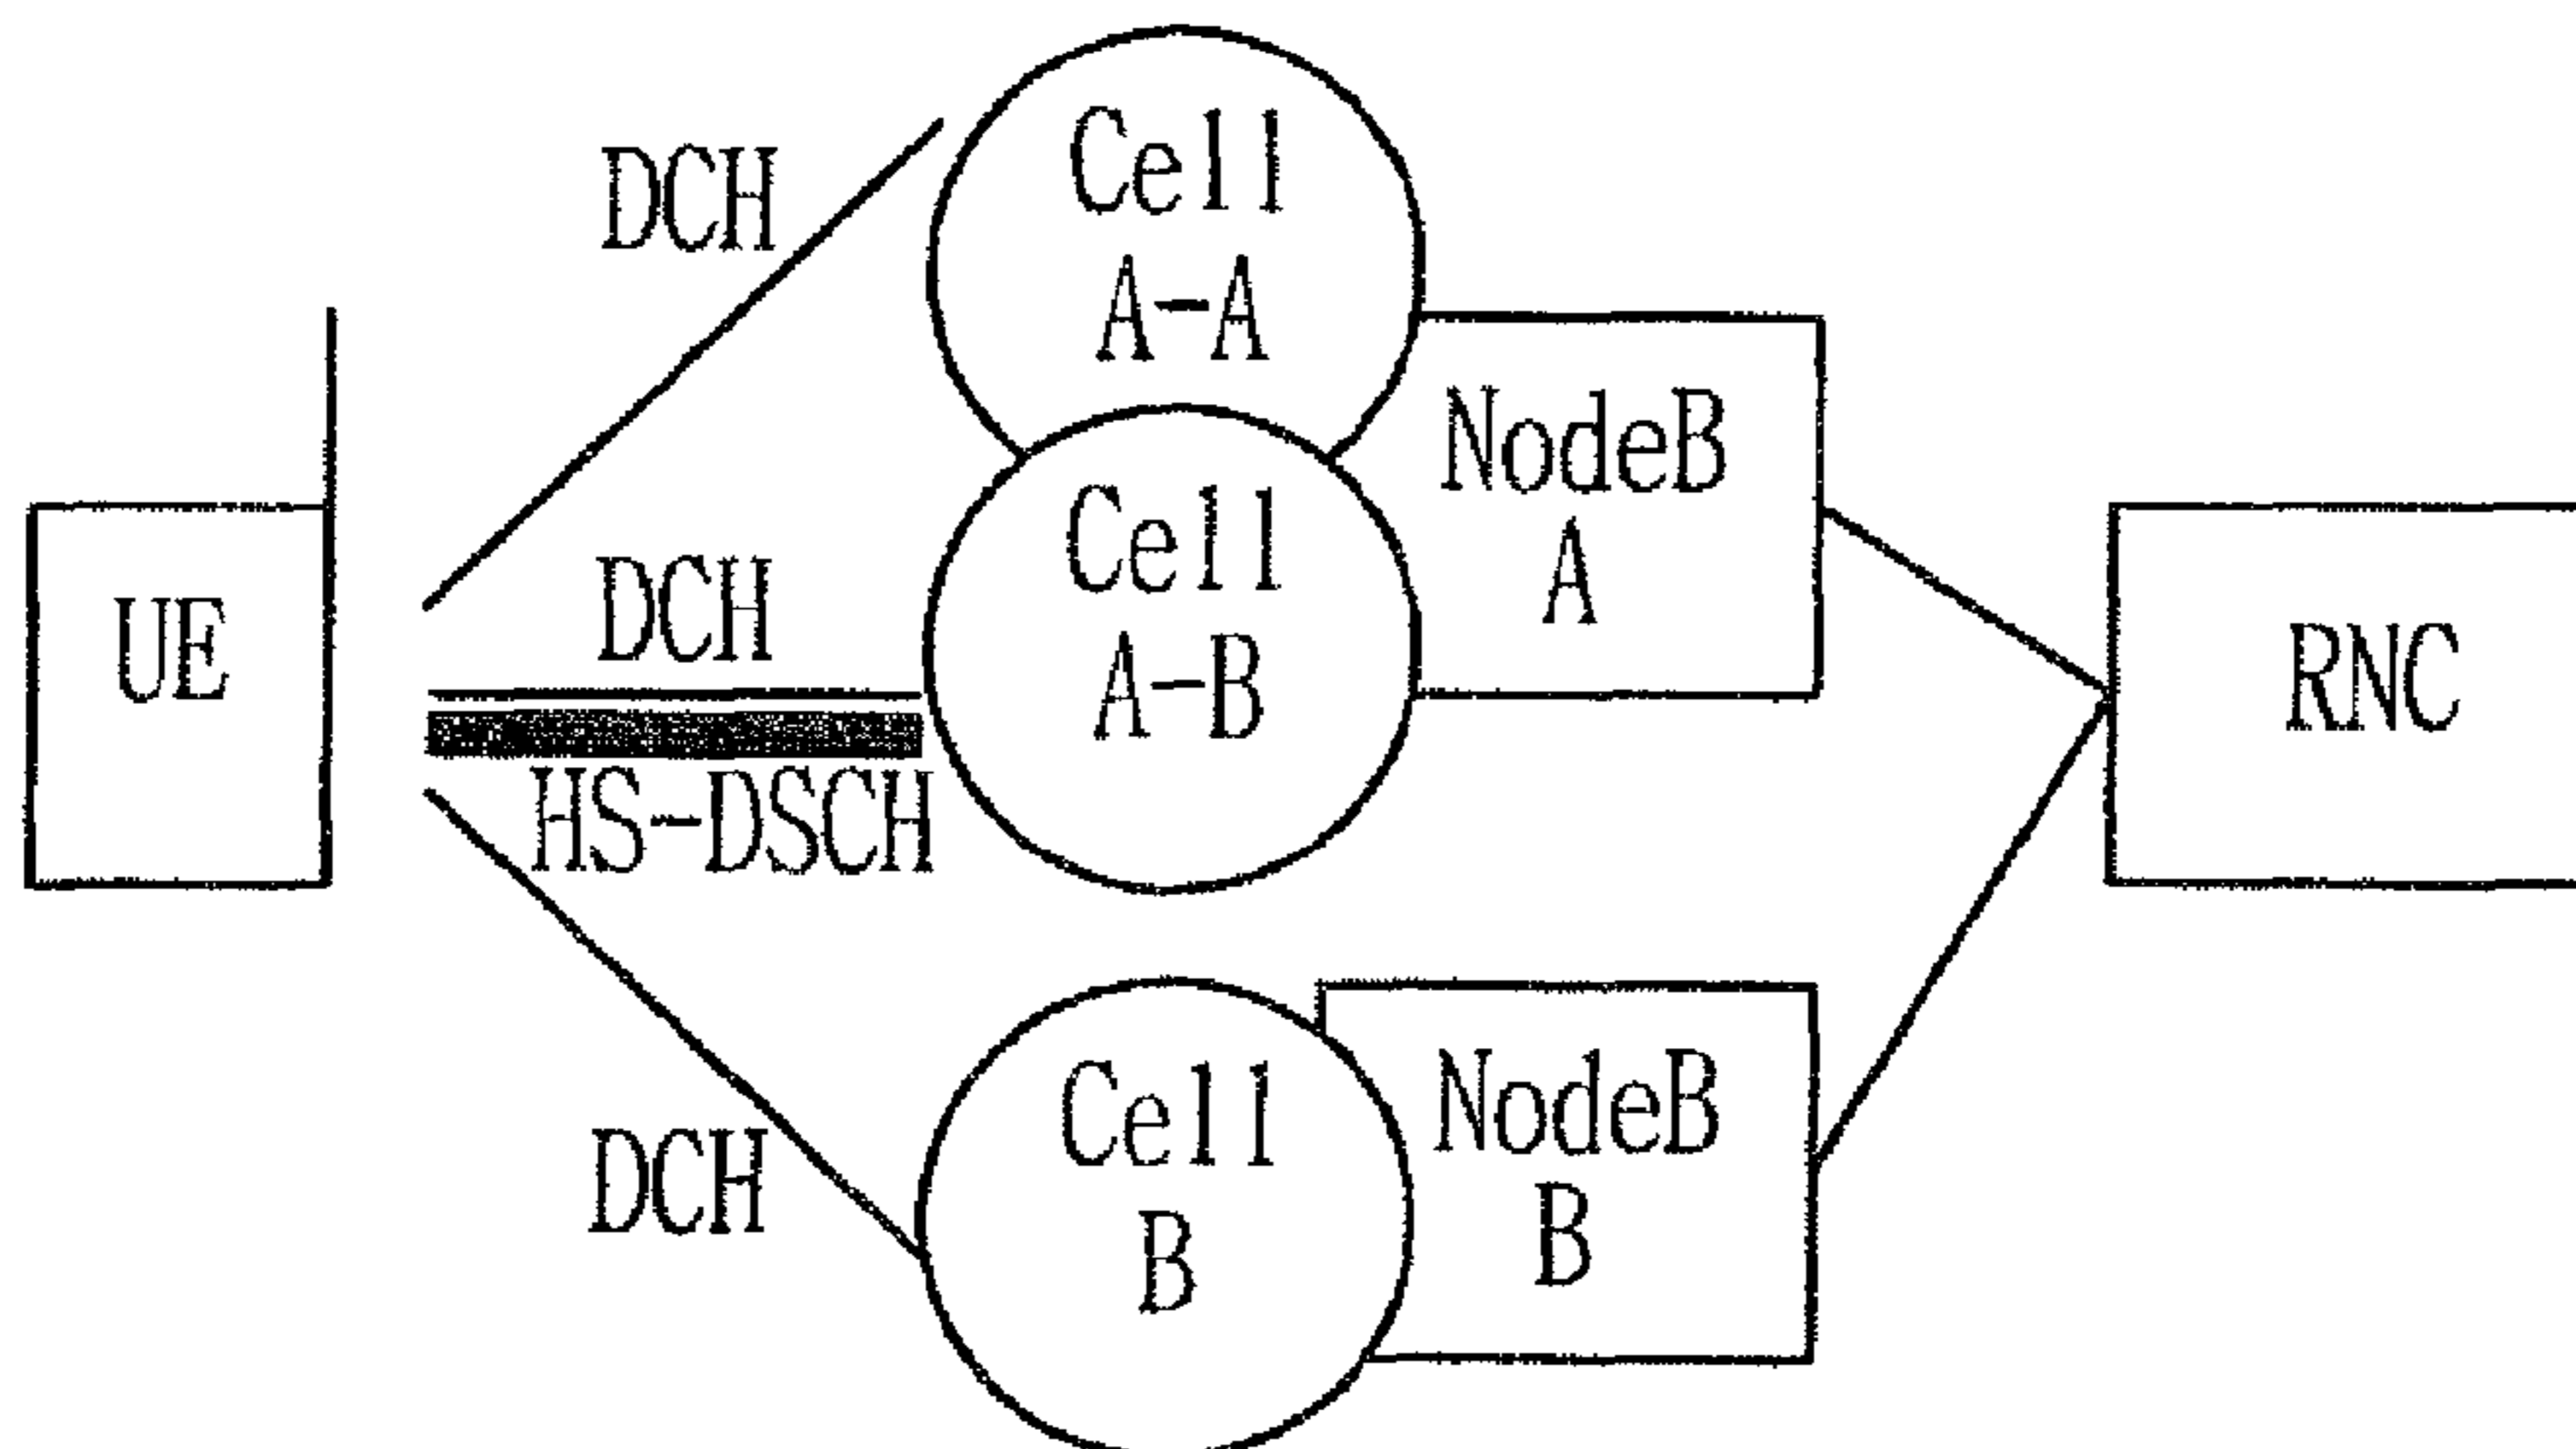 UE
DCH
DCH
HS-DSCH
DCH
Cell
A-A
Cell
A-B
Cell
B
NodeB
A
NodeB
B
RNC